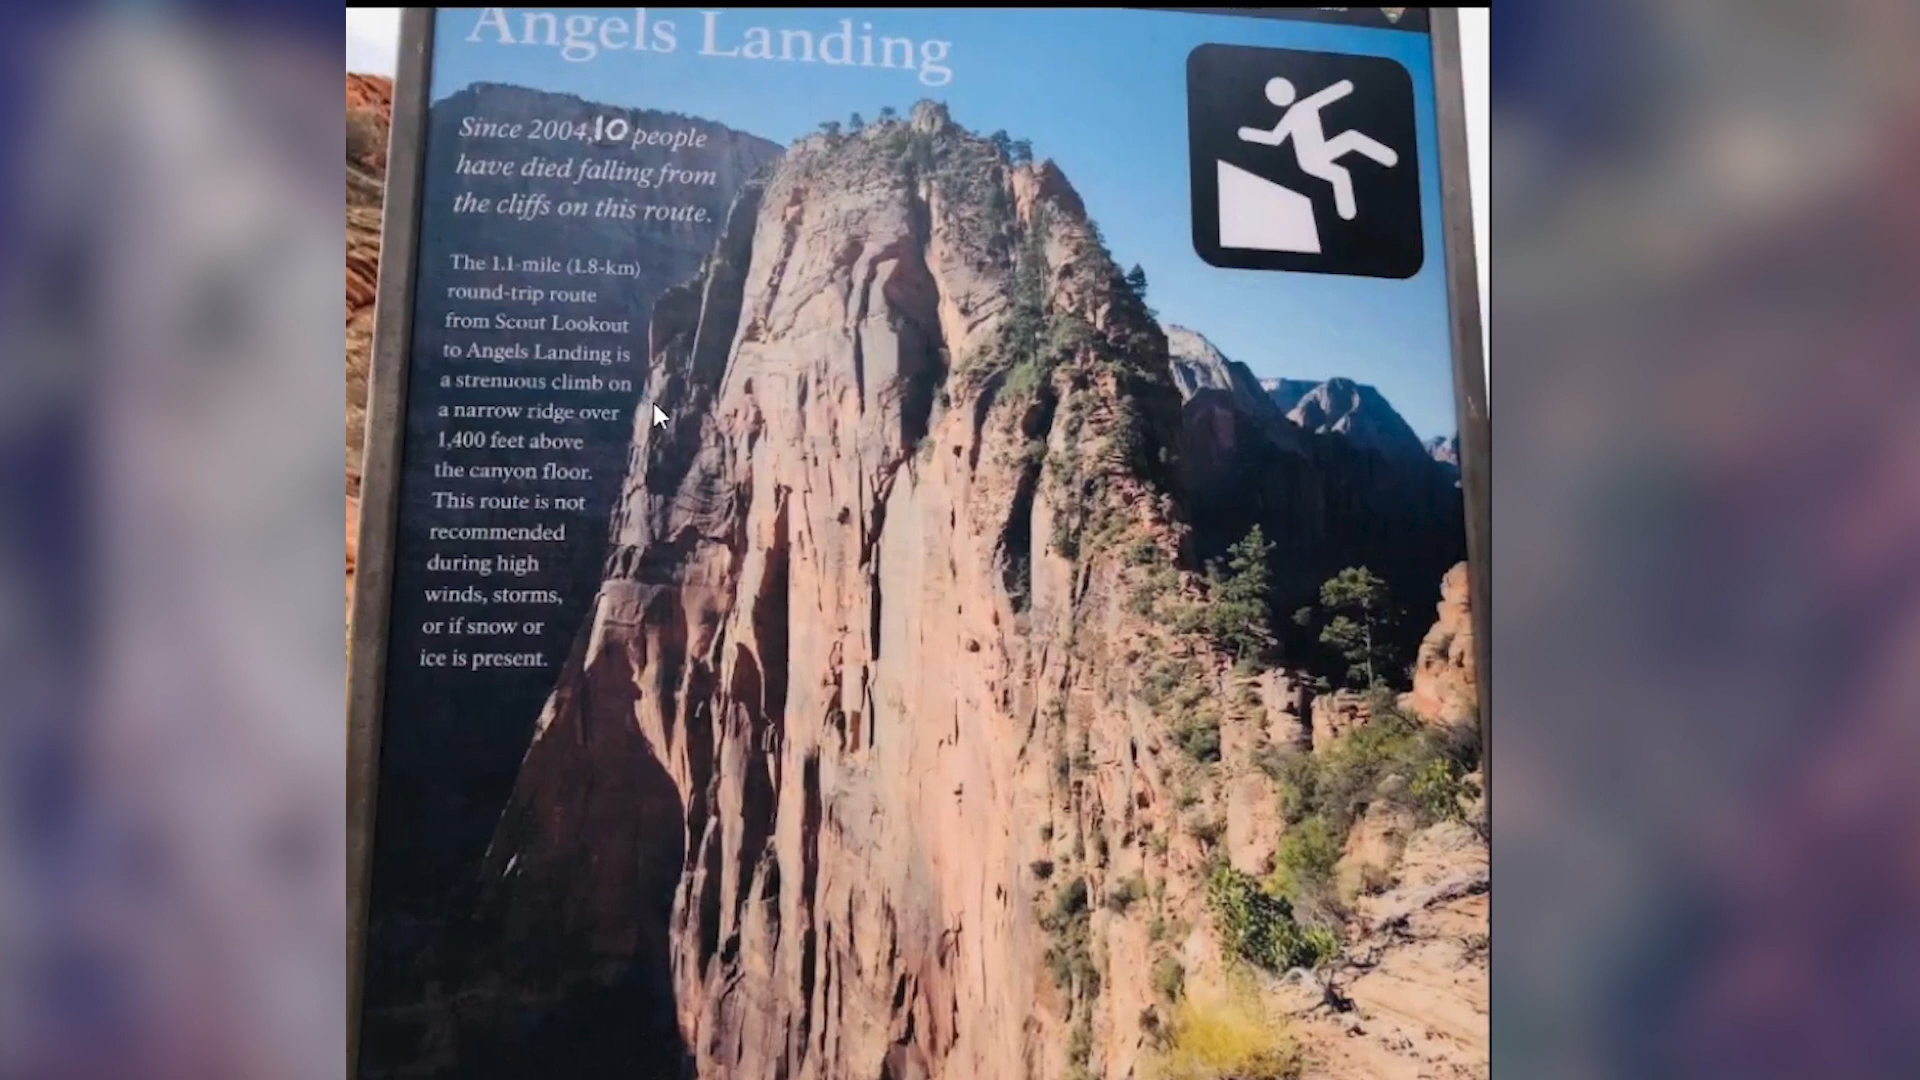 Angels Landing
Since 2004, 10 people
have died falling from
the cliffs on this route.
The 1.1-mile (1.8-km)
round-trip route
from Scout Lookout
to Angels Landing is
a strenuous climb on
a narrow ridge over
1,400 feet above
the canyon floor.
This route is not
recommended
during high
winds, storms,
or if snow or
ice is present.